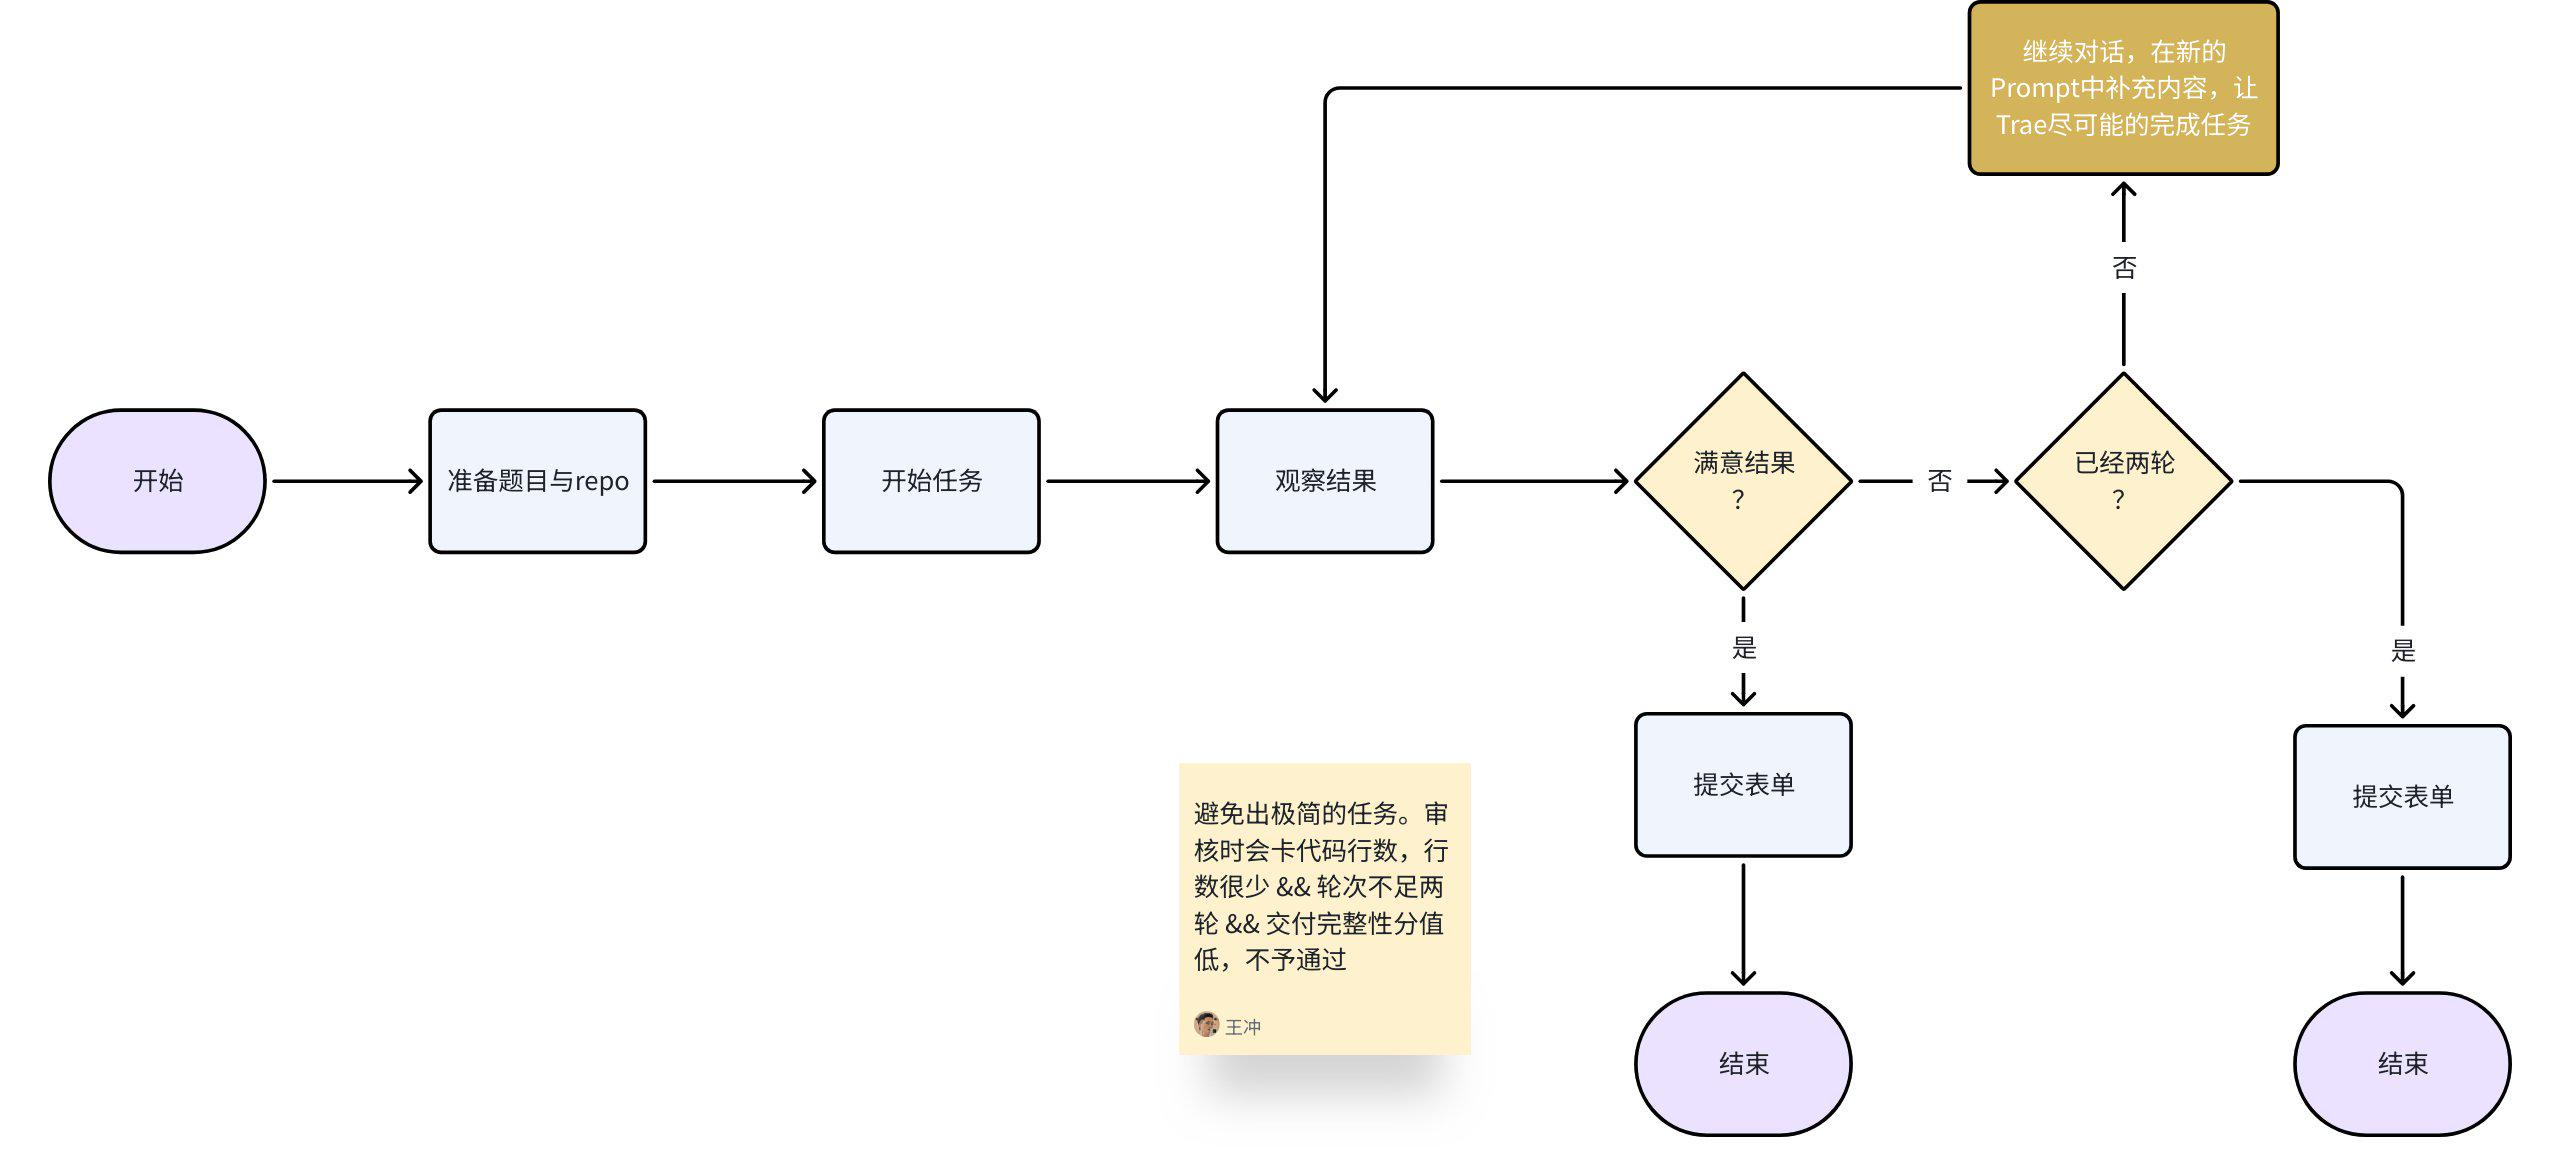 继续对话，在新的
Prompt中补充内容，让
Trae尽可能的完成任务
否
开始
准备题目与repo
开始任务
观察结果
满意结果
？
否
已经两轮
？
是
是
提交表单
提交表单
避免出极简的任务。审
核时会卡代码行数，行
数很少 && 轮次不足两
轮 && 交付完整性分值
低，不予通过
王冲
结束
结束